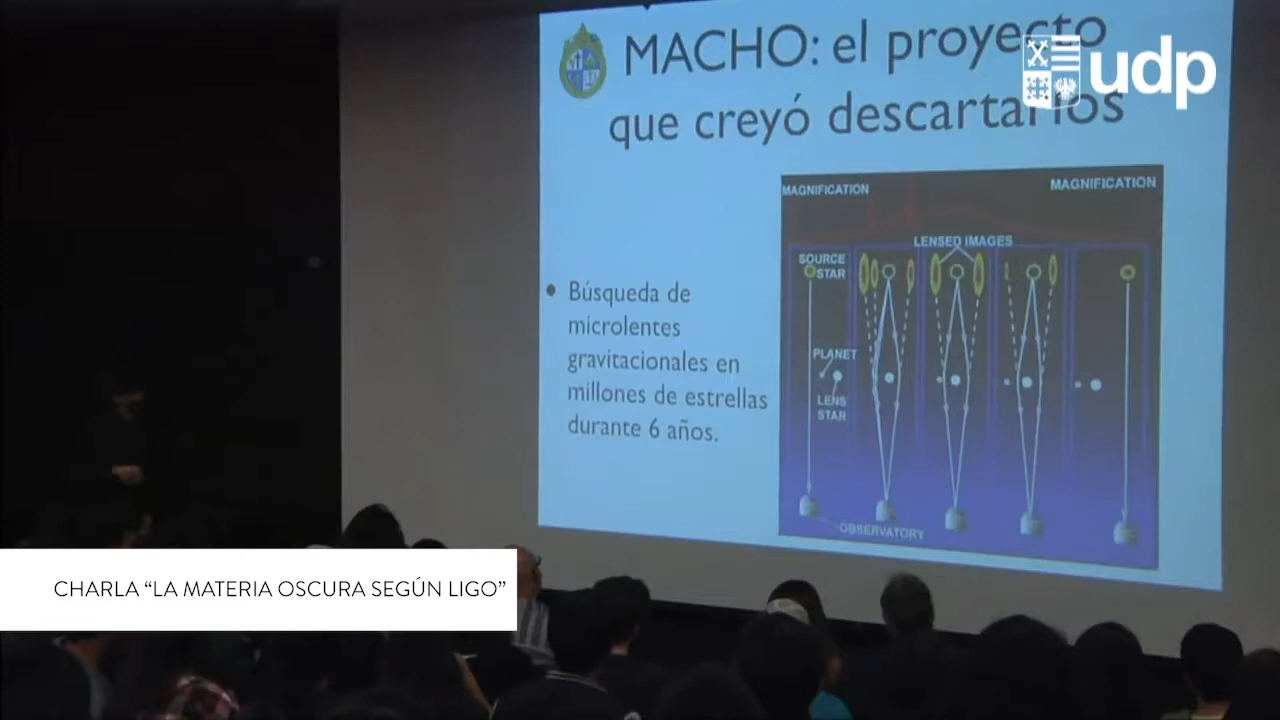 MACHO: el proyecto
que creyó descartarlos
udp
MAGNIFICATION
MAGNIFICATION
LENSED IMAGES
SOURCE
STAR
Búsqueda de
microlentes
gravitacionales en
millones de estrellas
durante 6 años.
PLANET
LENS
STAR
OBSERVATORY
CHARLA “LA MATERIA OSCURA SEGÚN LIGO”